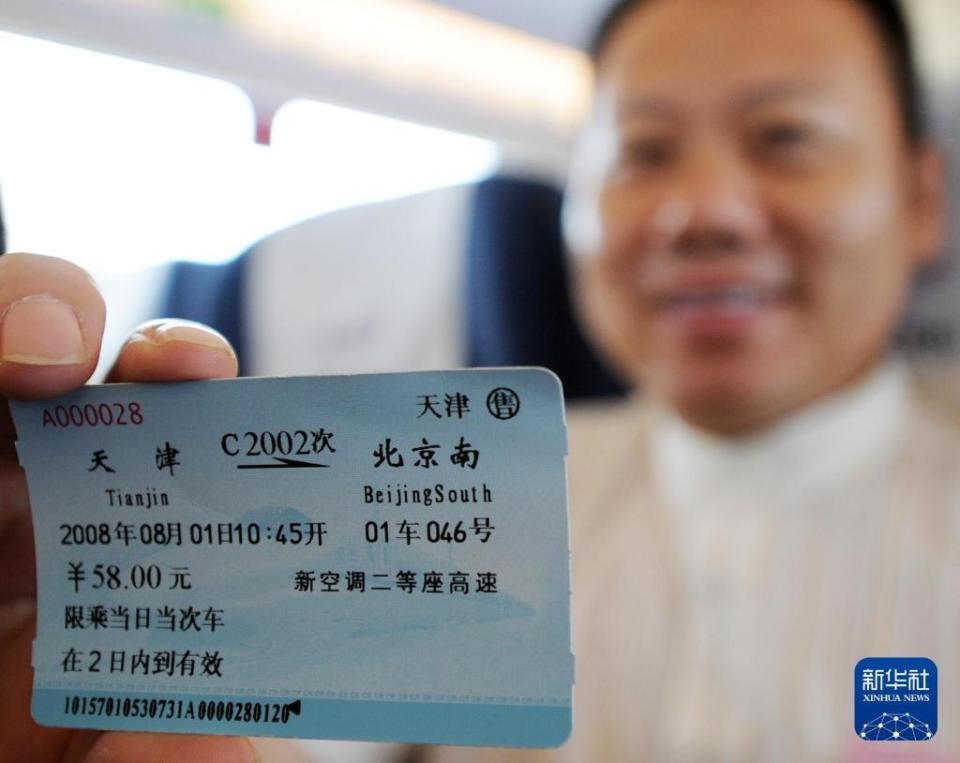 A000028
天津 售
天津 C2002次 北京南
Tianjin BeijingSouth
2008年08月01日10:45开 01车046号
￥58.00元 新空调二等座高速
限乘当日当次车
在2日内到有效
10157010530731A0000280120
新华社
XINHUA NEWS